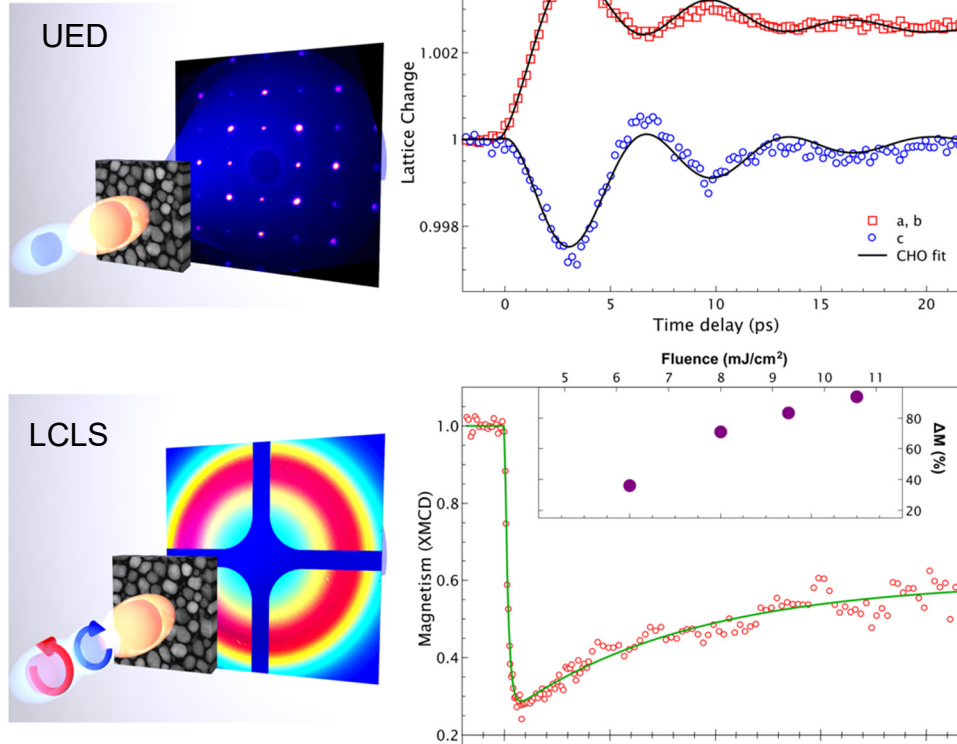 UED
1.002
1
0.998
Lattice Change
a, b
c
CHO fit
0 5 10 15 20
Time delay (ps)
LCLS
Fluence (mJ/cm²)
5 6 7 8 9 10 11
80
60
40
20
ΔM (%)
1.0
0.8
0.6
0.4
0.2
Magnetism (XMCD)